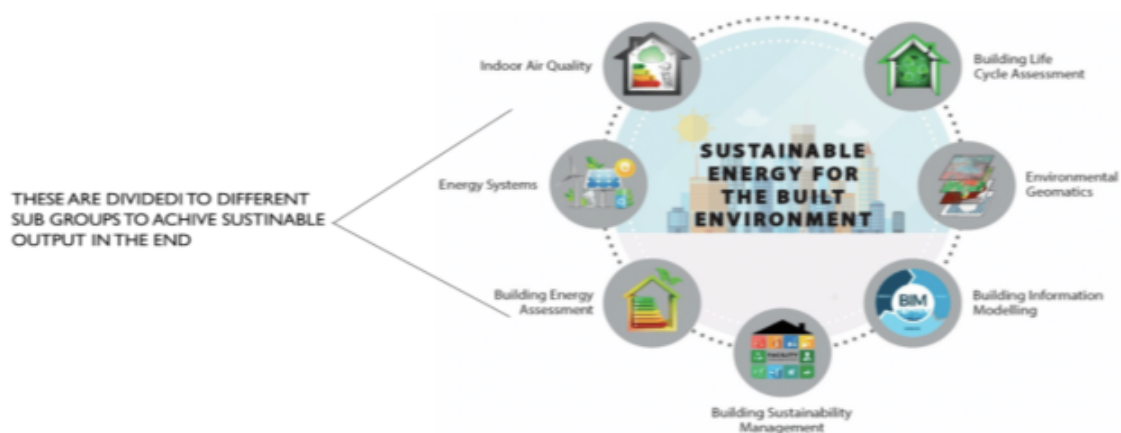 Indoor Air Quality
Building Life
Cycle Assessment
SUSTAINABLE
ENERGY FOR
THE BUILT
ENVIRONMENT
Energy Systems
Environmental
Geomatics
THESE ARE DIVIDEDI TO DIFFERENT
SUB GROUPS TO ACHIVE SUSTINABLE
OUTPUT IN THE END
Building Energy
Assessment
BIM
Building Information
Modelling
FACILITY
Building Sustainability
Management